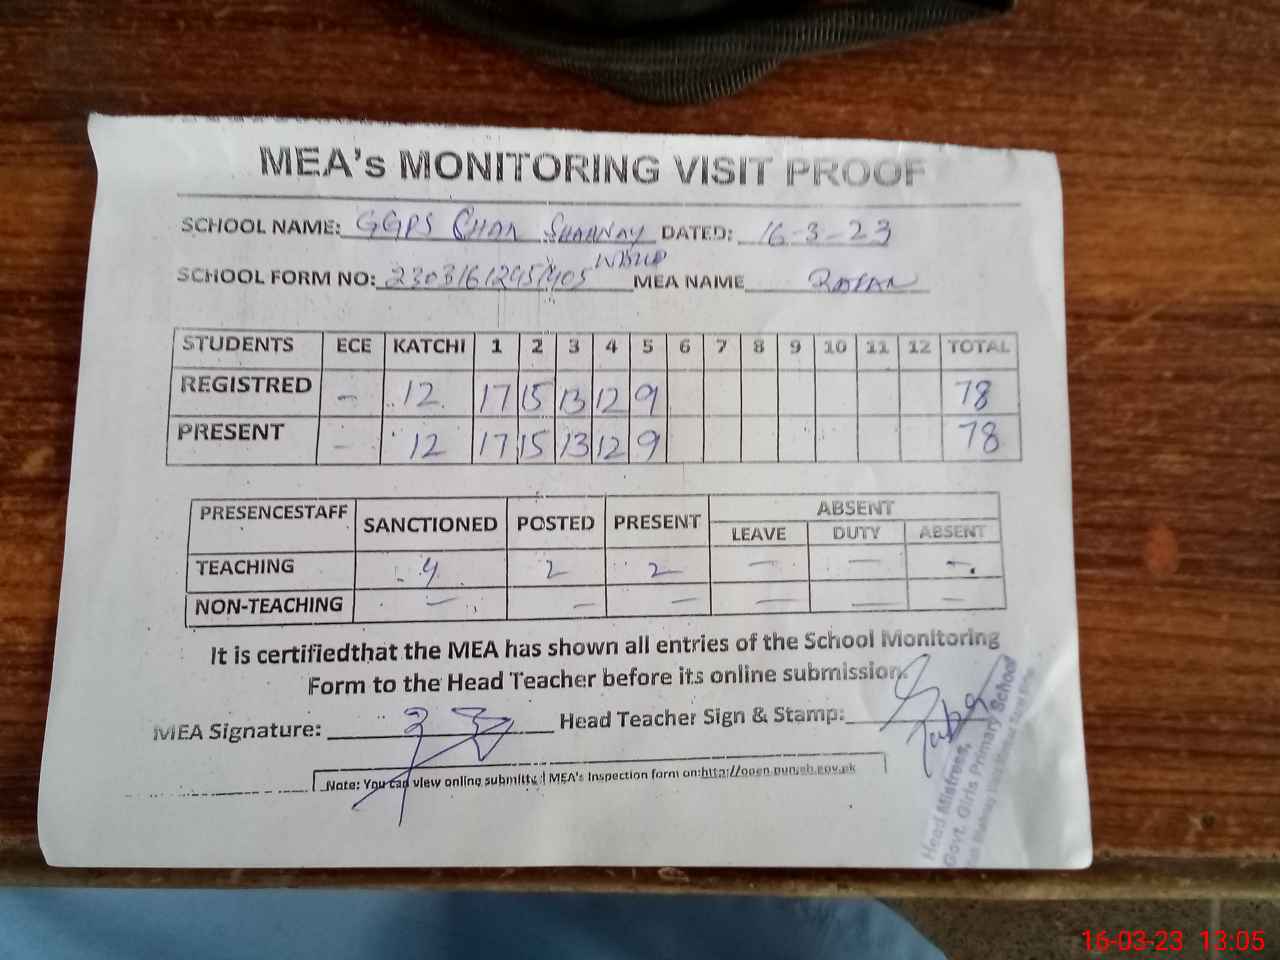 MEA's MONITORING VISIT PROOF
SCHOOL NAME: GGPS CHAH SHAHNAY DATED: 16-3-23
SCHOOL FORM NO: MEA NAME
STUDENTS ECE KATCHI 1 2 3 4 5 6 7 8 9 10 11 12 TOTAL
REGISTRED - 12 17 15 13 12 9 78
PRESENT - 12 17 15 13 12 9 78
PRESENCESTAFF SANCTIONED POSTED PRESENT ABSENT
LEAVE DUTY ABSENT
TEACHING 4 2 2 - - -
NON-TEACHING - - - - - -
It is certifiedthat the MEA has shown all entries of the School Monitoring
Form to the Head Teacher before its online submission.
MEA Signature: Head Teacher Sign & Stamp:
Note: You can view online submitted MEA's Inspection form on:http://open.punjab.gov.pk
Head Mistress,
Govt. Girls Primary School
16-03-23 13:05